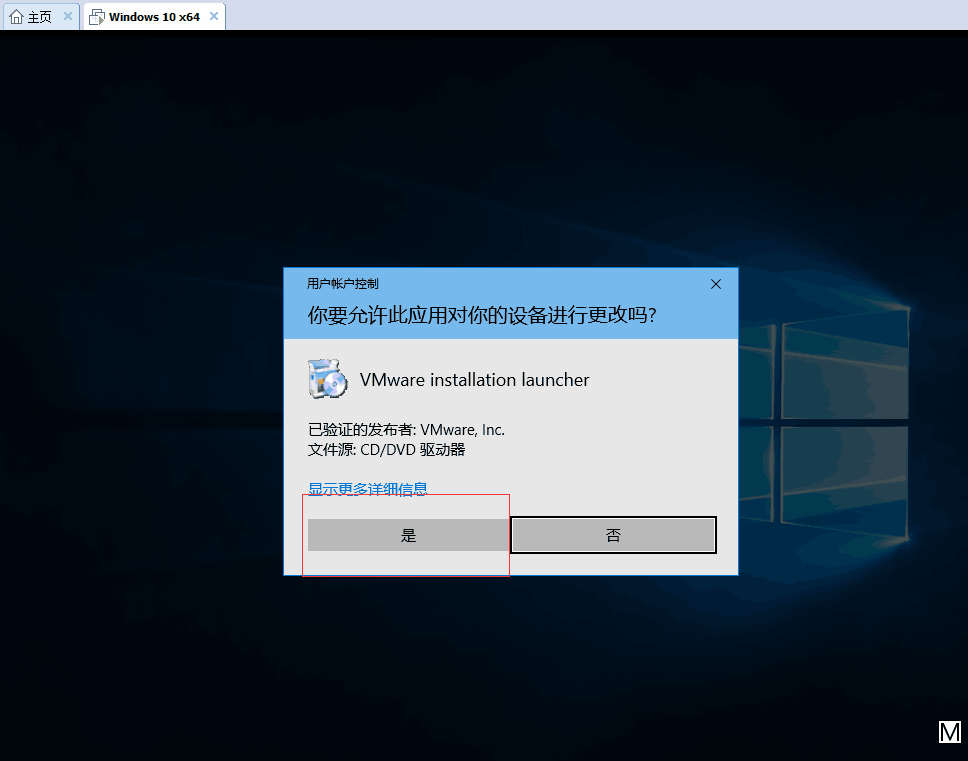 主页
Windows 10 x64
用户帐户控制
你要允许此应用对你的设备进行更改吗?
VMware installation launcher
已验证的发布者: VMware, Inc.
文件源: CD/DVD 驱动器
显示更多详细信息
是
否
M